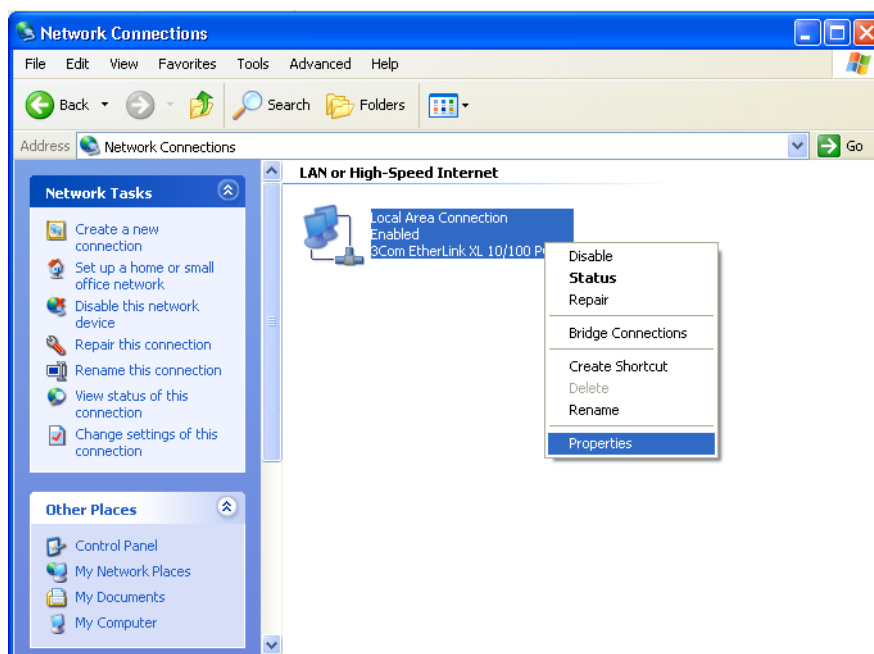 Network Connections
File Edit View Favorites Tools Advanced Help
Back Search Folders
Address Network Connections Go
LAN or High-Speed Internet
Network Tasks
Create a new
connection
Set up a home or small
office network
Disable this network
device
Repair this connection
Rename this connection
View status of this
connection
Change settings of this
connection
Other Places
Control Panel
My Network Places
My Documents
My Computer
Local Area Connection
Enabled
3Com EtherLink XL 10/100
Disable
Status
Repair
Bridge Connections
Create Shortcut
Delete
Rename
Properties